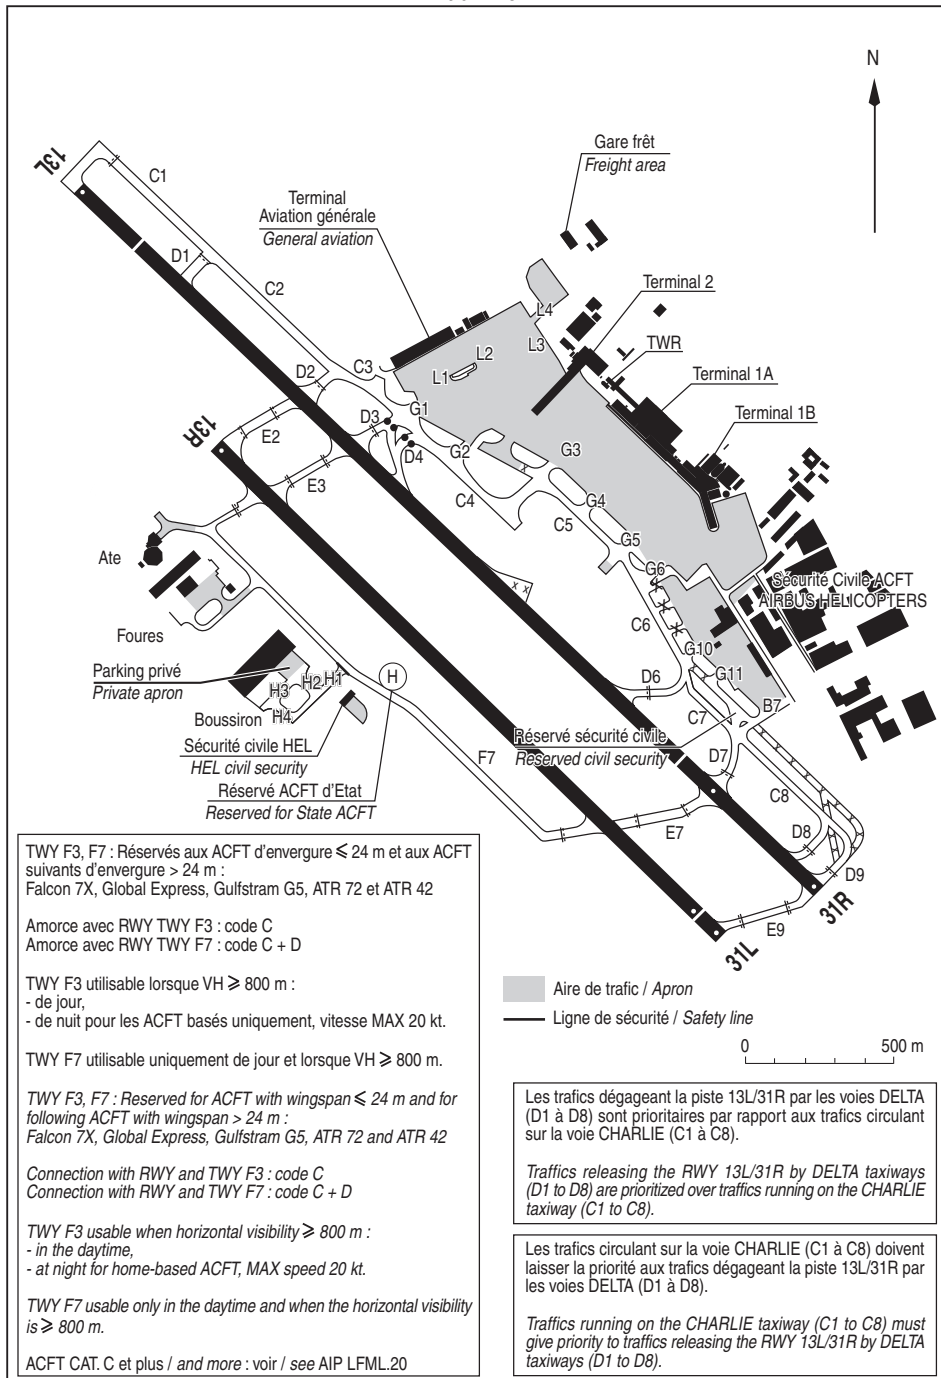 N
Gare frêt
Freight area
Terminal
Aviation générale
General aviation
13L
C1
D1
C2
Terminal 2
L4
L3
TWR
L2
L1
C3
D2
Terminal 1A
Terminal 1B
G1
D3
E2
13R
D4
G2
G3
E3
C4
G4
C5
G5
Ate
G6
Sécurité Civile ACFT
AIRBUS HELICOPTERS
Foures
C6
G10
Parking privé
Private apron
H
H1
H2
H3
H4
D6
G11
B7
Boussiron
C7
Réservé sécurité civile
Reserved civil security
Sécurité civile HEL
HEL civil security
F7
D7
Réservé ACFT d'Etat
Reserved for State ACFT
C8
E7
D8
D9
31R
E9
31L
TWY F3, F7 : Réservés aux ACFT d'envergure ⩽ 24 m et aux ACFT
suivants d'envergure > 24 m :
Falcon 7X, Global Express, Gulfstram G5, ATR 72 et ATR 42
Amorce avec RWY TWY F3 : code C
Amorce avec RWY TWY F7 : code C + D
TWY F3 utilisable lorsque VH ⩾ 800 m :
- de jour,
- de nuit pour les ACFT basés uniquement, vitesse MAX 20 kt.
TWY F7 utilisable uniquement de jour et lorsque VH ⩾ 800 m.
TWY F3, F7 : Reserved for ACFT with wingspan ⩽ 24 m and for
following ACFT with wingspan > 24 m :
Falcon 7X, Global Express, Gulfstram G5, ATR 72 and ATR 42
Connection with RWY and TWY F3 : code C
Connection with RWY and TWY F7 : code C + D
TWY F3 usable when horizontal visibility ⩾ 800 m :
- in the daytime,
- at night for home-based ACFT, MAX speed 20 kt.
TWY F7 usable only in the daytime and when the horizontal visibility
is ⩾ 800 m.
ACFT CAT. C et plus / and more : voir / see AIP LFML.20
Aire de trafic / Apron
Ligne de sécurité / Safety line
0 500 m
Les trafics dégageant la piste 13L/31R par les voies DELTA
(D1 à D8) sont prioritaires par rapport aux trafics circulant
sur la voie CHARLIE (C1 à C8).
Traffics releasing the RWY 13L/31R by DELTA taxiways
(D1 to D8) are prioritized over traffics running on the CHARLIE
taxiway (C1 to C8).
Les trafics circulant sur la voie CHARLIE (C1 à C8) doivent
laisser la priorité aux trafics dégageant la piste 13L/31R par
les voies DELTA (D1 à D8).
Traffics running on the CHARLIE taxiway (C1 to C8) must
give priority to traffics releasing the RWY 13L/31R by DELTA
taxiways (D1 to D8).